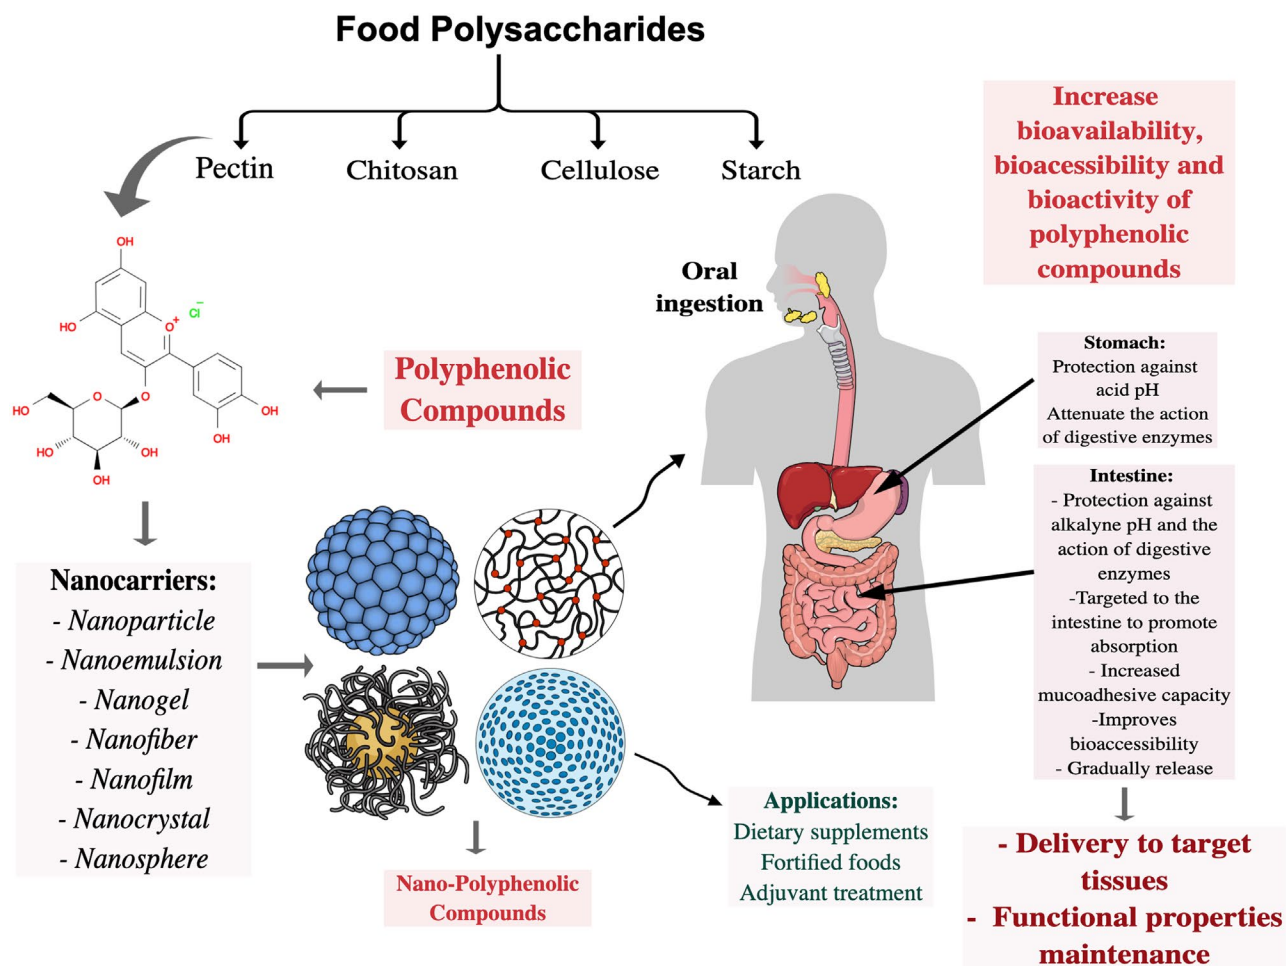 Food Polysaccharides
Pectin
Chitosan
Cellulose
Starch
Increase
bioavailability,
bioacessibility and
bioactivity of
polyphenolic
compounds
OH
HO
O+
Cl−
O
O
HO
OH
OH
HO
OH
OH
Polyphenolic
Compounds
Oral
ingestion
Stomach:
Protection against
acid pH
Attenuate the action
of digestive enzymes
Intestine:
- Protection against
alkalyne pH and the
action of digestive
enzymes
-Targeted to the
intestine to promote
absorption
- Increased
mucoadhesive capacity
-Improves
bioaccessibility
- Gradually release
Nanocarriers:
- Nanoparticle
- Nanoemulsion
- Nanogel
- Nanofiber
- Nanofilm
- Nanocrystal
- Nanosphere
Nano-Polyphenolic
Compounds
Applications:
Dietary supplements
Fortified foods
Adjuvant treatment
- Delivery to target
tissues
- Functional properties
maintenance